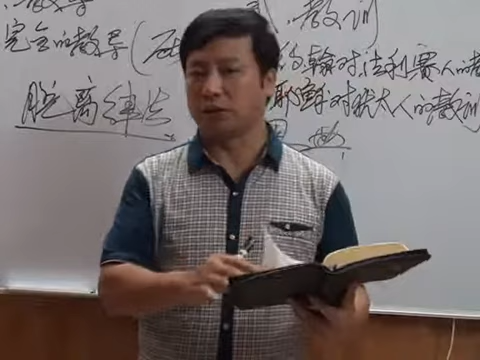 教导
教训
完全的教导(
约翰对法利赛人的教
脱离律法
耶稣对犹太人的教训